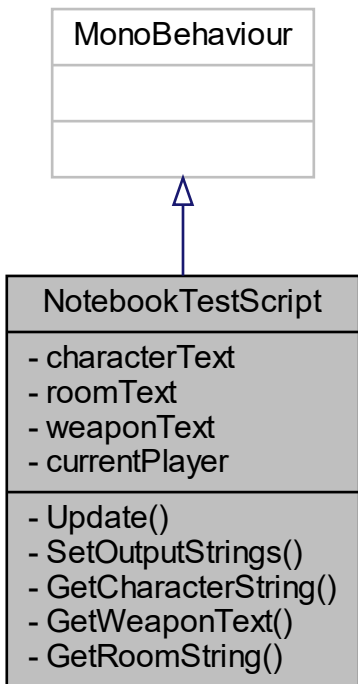 MonoBehaviour
NotebookTestScript
- characterText
- roomText
- weaponText
- currentPlayer
- Update()
- SetOutputStrings()
- GetCharacterString()
- GetWeaponText()
- GetRoomString()